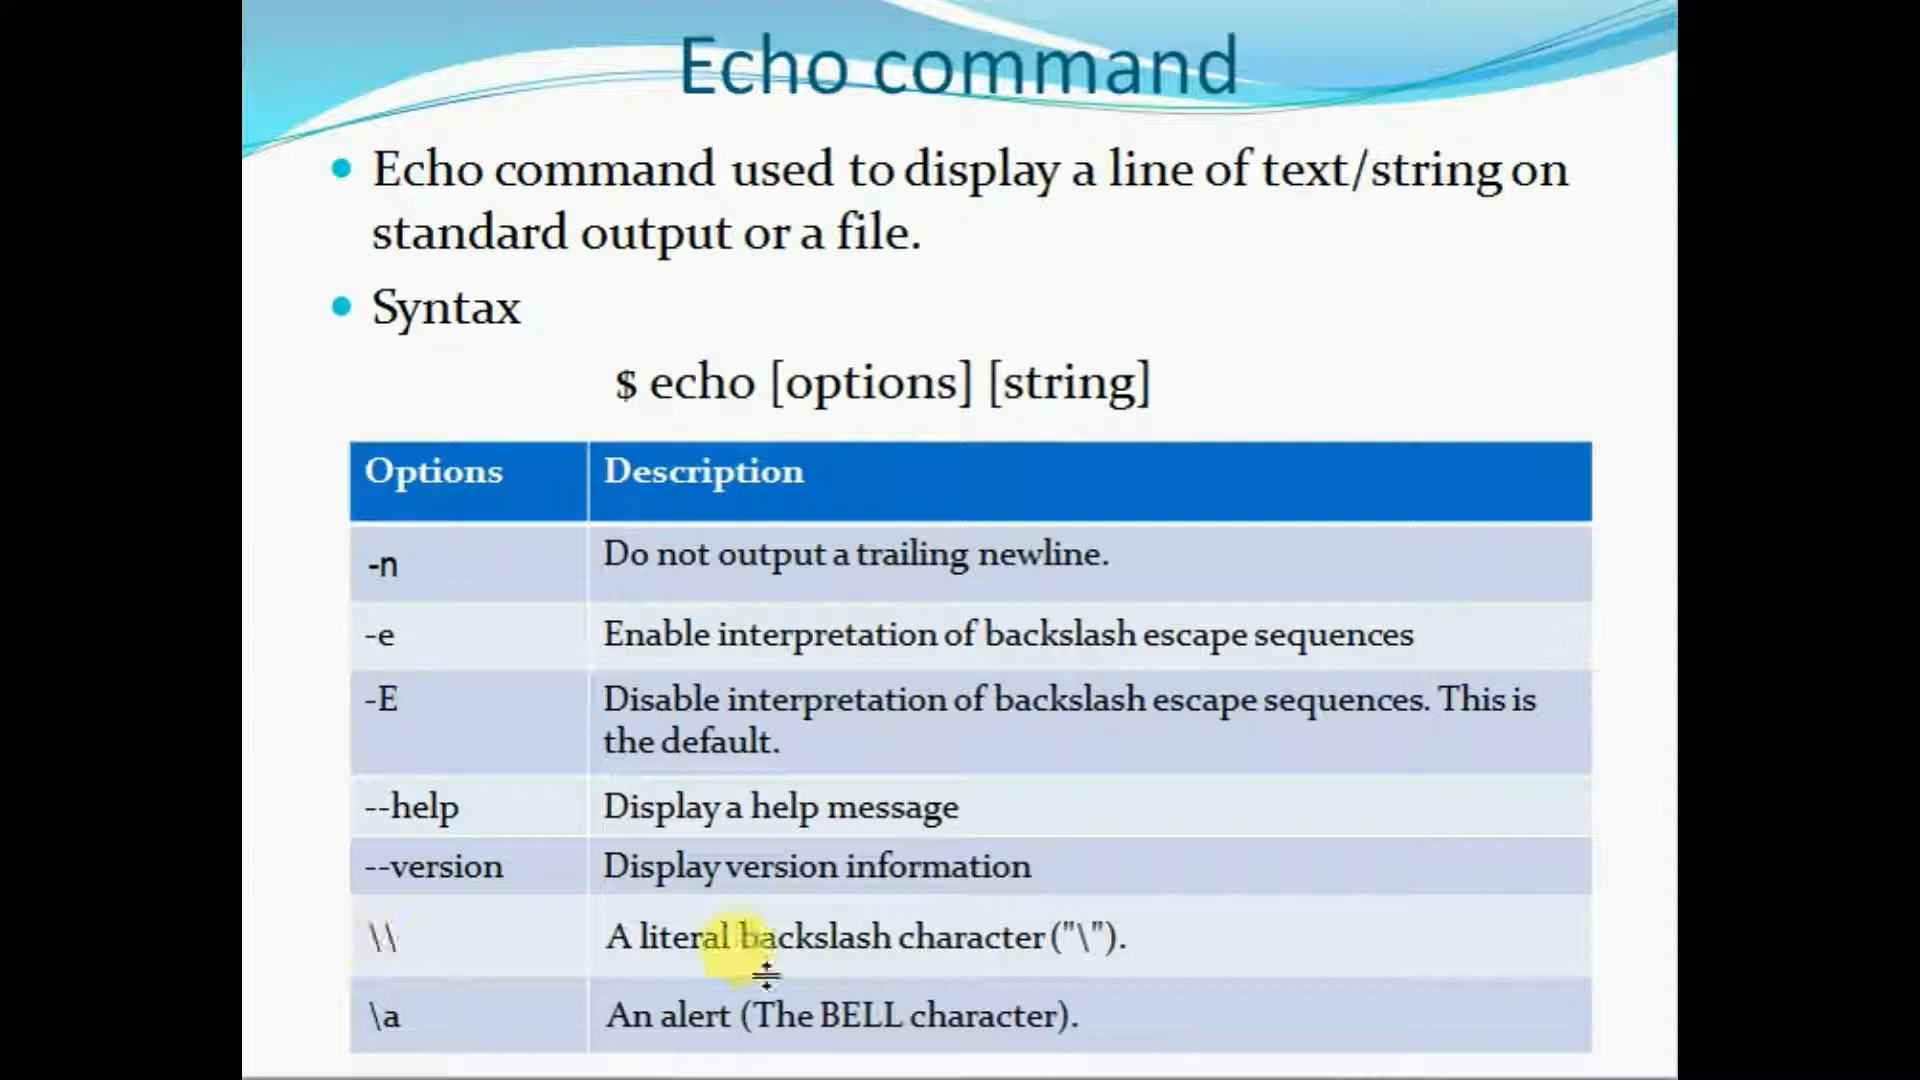 Echo command
Echo command used to display a line of text/string on
standard output or a file.
Syntax
$ echo [options] [string]
Options Description
-n Do not output a trailing newline.
-e Enable interpretation of backslash escape sequences
-E Disable interpretation of backslash escape sequences. This is
the default.
--help Display a help message
--version Display version information
\\ A literal backslash character ("\").
\a An alert (The BELL character).